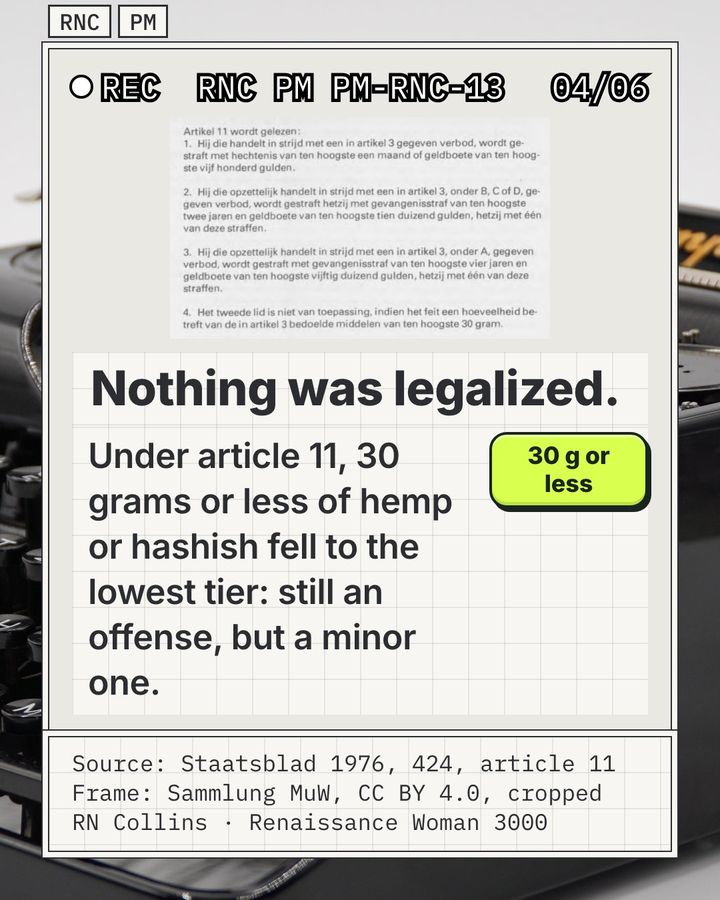 RNC PM
REC RNC PM PM-RNC-13 04/06
Artikel 11 wordt gelezen:
1. Hij die handelt in strijd met een in artikel 3 gegeven verbod, wordt ge-
straft met hechtenis van ten hoogste een maand of geldboete van ten hoog-
ste vijf honderd gulden.
2. Hij die opzettelijk handelt in strijd met een in artikel 3, onder B, C of D, ge-
geven verbod, wordt gestraft hetzij met gevangenisstraf van ten hoogste
twee jaren en geldboete van ten hoogste tien duizend gulden, hetzij met één
van deze straffen.
3. Hij die opzettelijk handelt in strijd met een in artikel 3, onder A, gegeven
verbod, wordt gestraft met gevangenisstraf van ten hoogste vier jaren en
geldboete van ten hoogste vijftig duizend gulden, hetzij met één van deze
straffen.
4. Het tweede lid is niet van toepassing, indien het feit een hoeveelheid be-
treft van de in artikel 3 bedoelde middelen van ten hoogste 30 gram.
Nothing was legalized.
Under article 11, 30
grams or less of hemp
or hashish fell to the
lowest tier: still an
offense, but a minor
one.
30 g or
less
Source: Staatsblad 1976, 424, article 11
Frame: Sammlung MuW, CC BY 4.0, cropped
RN Collins · Renaissance Woman 3000